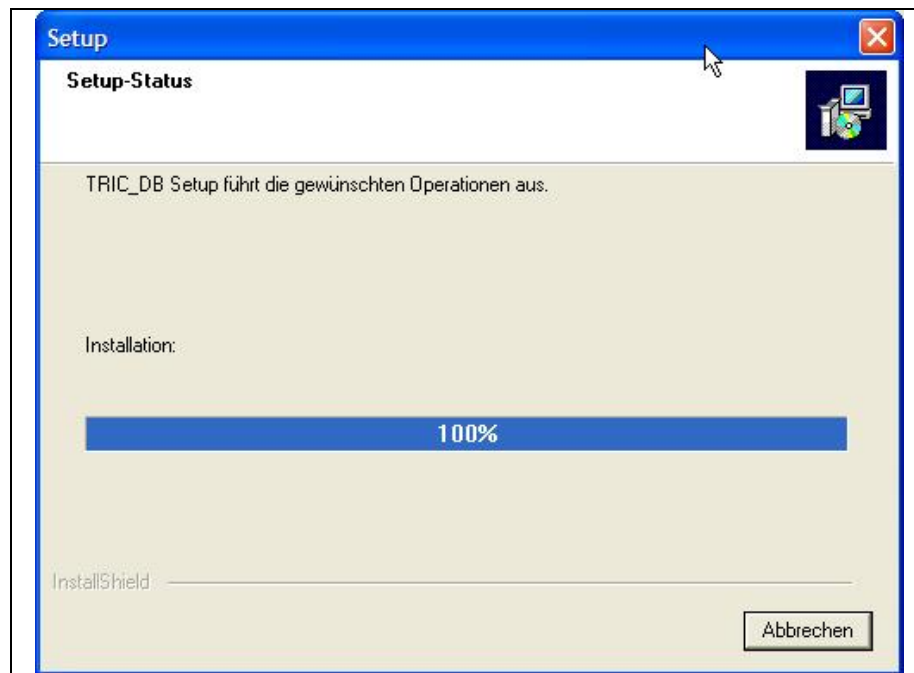 Setup
Setup-Status
TRIC_DB Setup führt die gewünschten Operationen aus.
Installation:
100%
InstallShield
Abbrechen